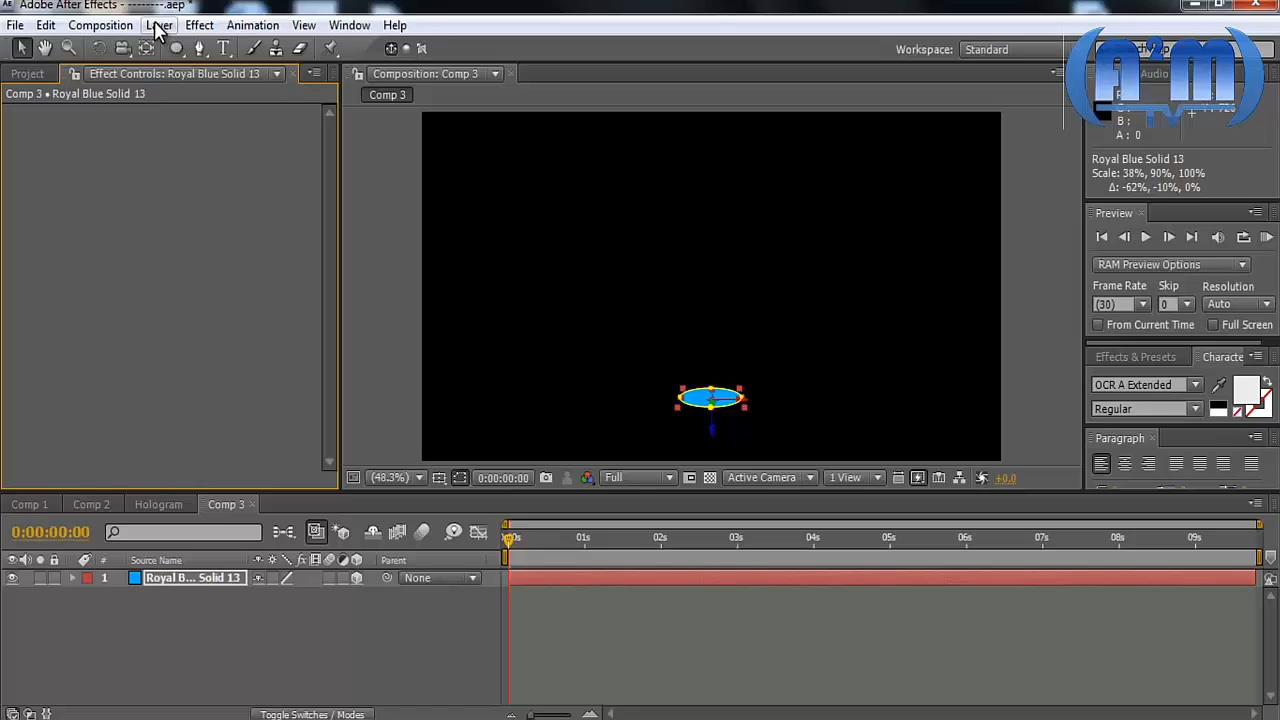 Adobe After Effects - --------.aep *
File Edit Composition Layer Effect Animation View Window Help
Workspace: Standard
Project Effect Controls: Royal Blue Solid 13 Composition: Comp 3 Audio
Comp 3 • Royal Blue Solid 13
Comp 3
A2M
TV
B :
A : 0
Royal Blue Solid 13
Scale: 38%, 90%, 100%
Δ: -62%, -10%, 0%
Preview
RAM Preview Options
Frame Rate Skip Resolution
(30) 0 Auto
From Current Time Full Screen
Effects & Presets Characte
OCR A Extended
Regular
Paragraph
(48.3%) 0:00:00:00 Full Active Camera 1 View +0.0
Comp 1 Comp 2 Hologram Comp 3
0:00:00:00
01s 02s 03s 04s 05s 06s 07s 08s 09s
# Source Name Parent
1 Royal B... Solid 13 None
Toggle Switches / Modes